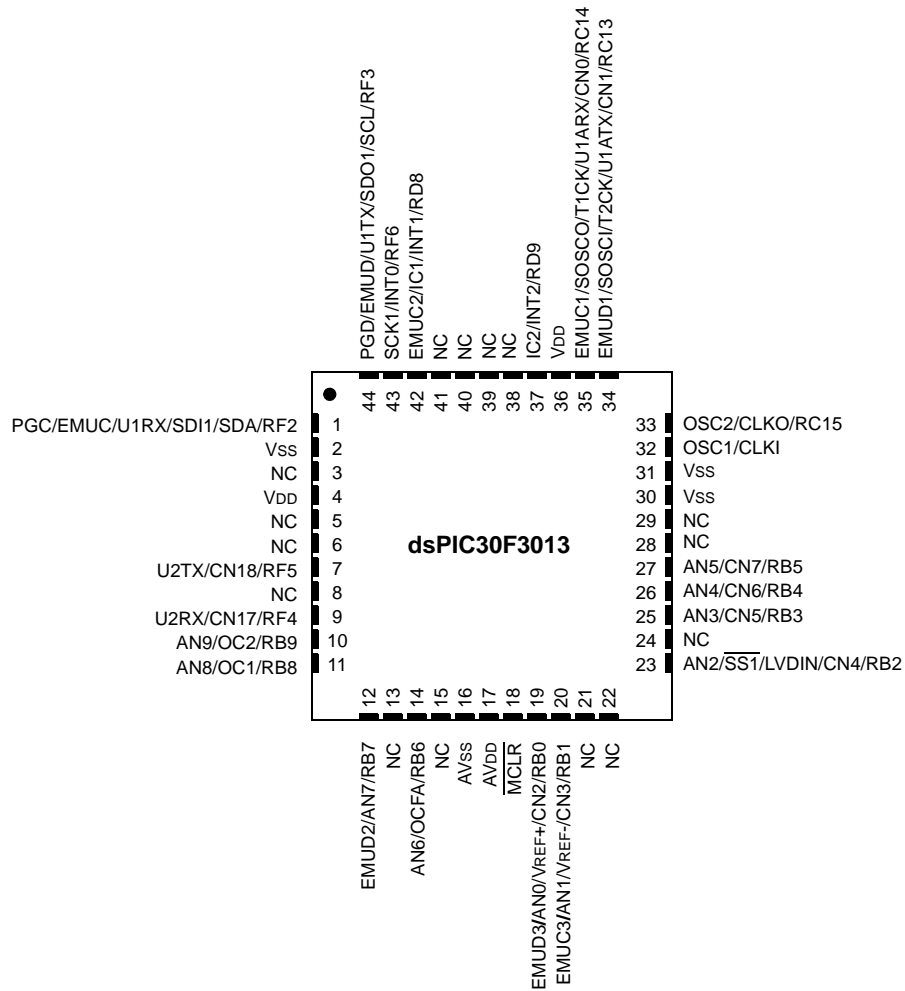 PGD/EMUD/U1TX/SDO1/SCL/RF3
SCK1/INT0/RF6
EMUC2/IC1/INT1/RD8
NC
NC
NC
NC
IC2/INT2/RD9
VDD
EMUC1/SOSCO/T1CK/U1ARX/CN0/RC14
EMUD1/SOSCI/T2CK/U1ATX/CN1/RC13
44
43
42
41
40
39
38
37
36
35
34
PGC/EMUC/U1RX/SDI1/SDA/RF2 1
VSS 2
NC 3
VDD 4
NC 5
NC 6
U2TX/CN18/RF5 7
NC 8
U2RX/CN17/RF4 9
AN9/OC2/RB9 10
AN8/OC1/RB8 11
dsPIC30F3013
33 OSC2/CLKO/RC15
32 OSC1/CLKI
31 VSS
30 VSS
29 NC
28 NC
27 AN5/CN7/RB5
26 AN4/CN6/RB4
25 AN3/CN5/RB3
24 NC
23 AN2/SS1/LVDIN/CN4/RB2
12
13
14
15
16
17
18
19
20
21
22
EMUD2/AN7/RB7
NC
AN6/OCFA/RB6
NC
AVSS
AVDD
MCLR
EMUD3/AN0/VREF+/CN2/RB0
EMUC3/AN1/VREF-/CN3/RB1
NC
NC